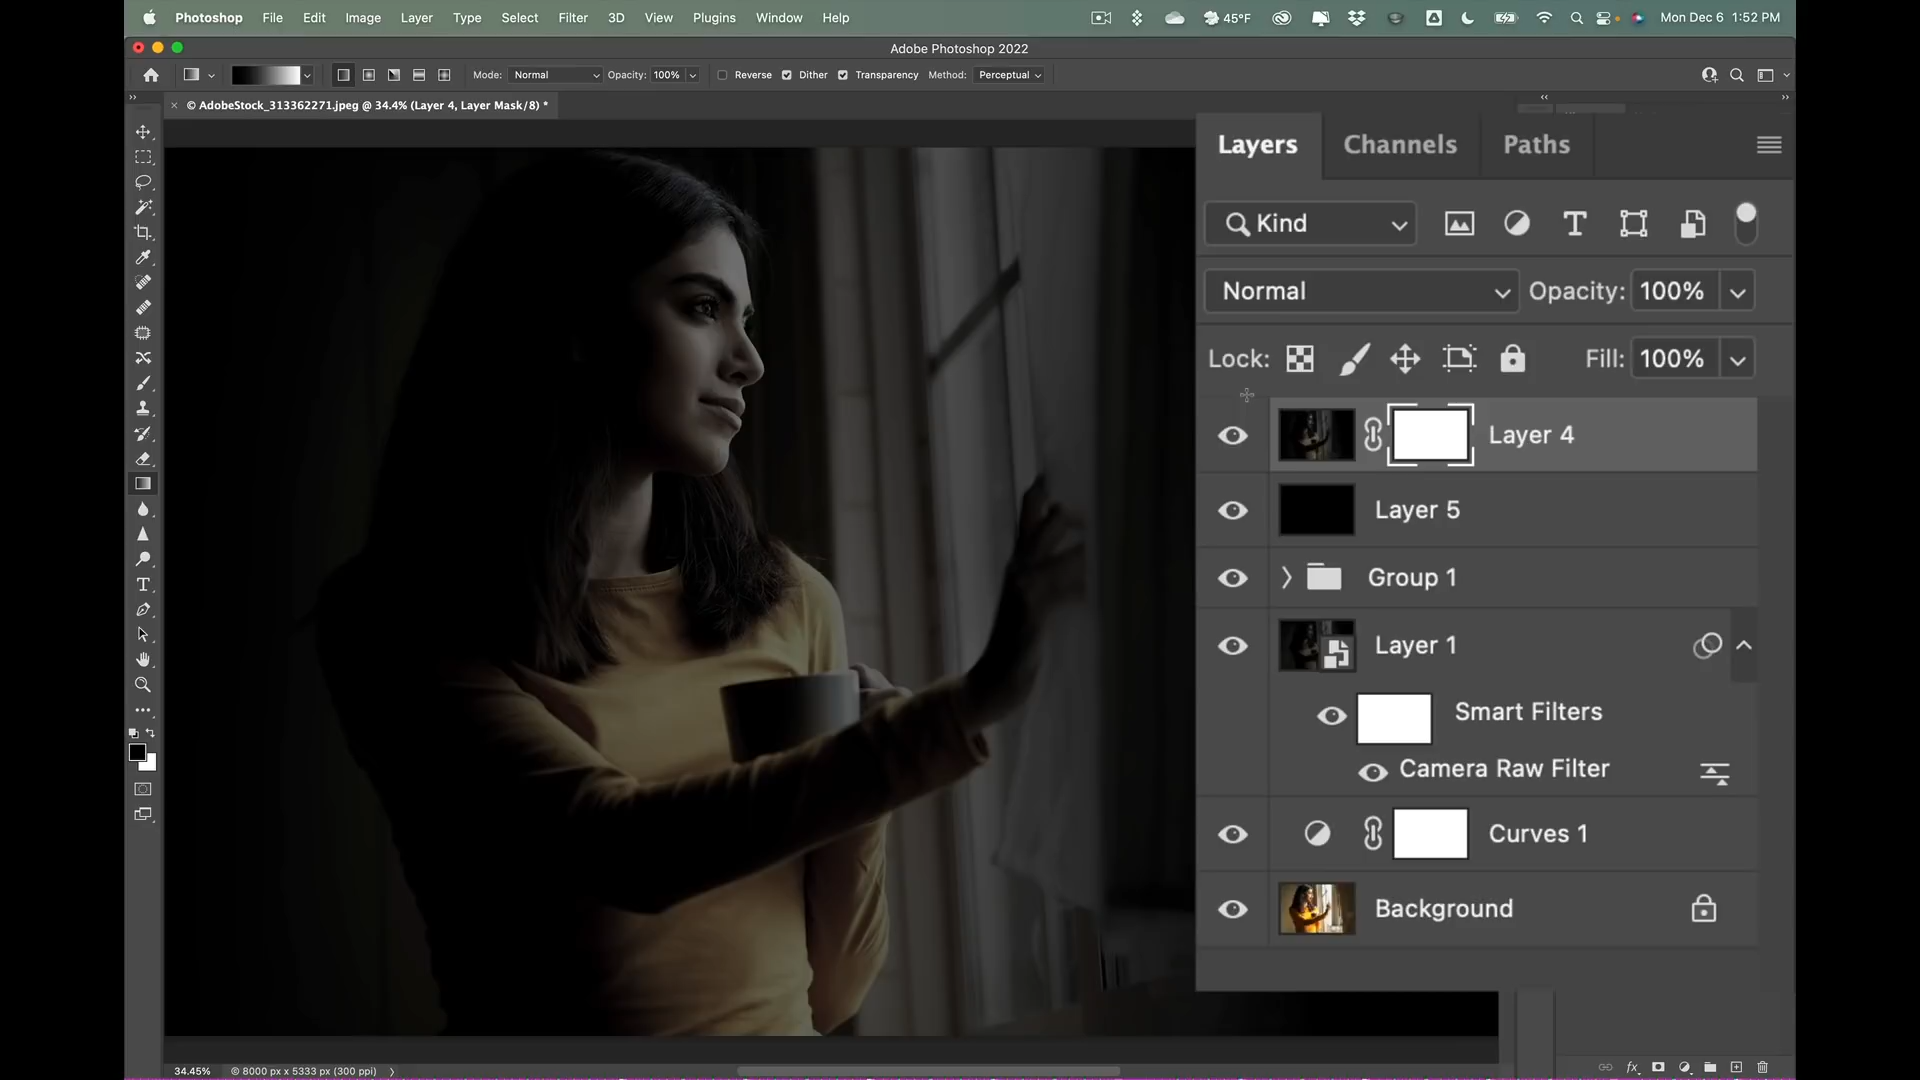 Photoshop File Edit Image Layer Type Select Filter 3D View Plugins Window Help 45°F Mon Dec 6 1:52 PM
Adobe Photoshop 2022
Mode: Normal Opacity: 100% Reverse Dither Transparency Method: Perceptual
© AdobeStock_313362271.jpeg @ 34.4% (Layer 4, Layer Mask/8) *
Layers Channels Paths
Kind
Normal Opacity: 100%
Lock: Fill: 100%
Layer 4
Layer 5
Group 1
Layer 1
Smart Filters
Camera Raw Filter
Curves 1
Background
34.45% © 8000 px x 5333 px (300 ppi)
fx